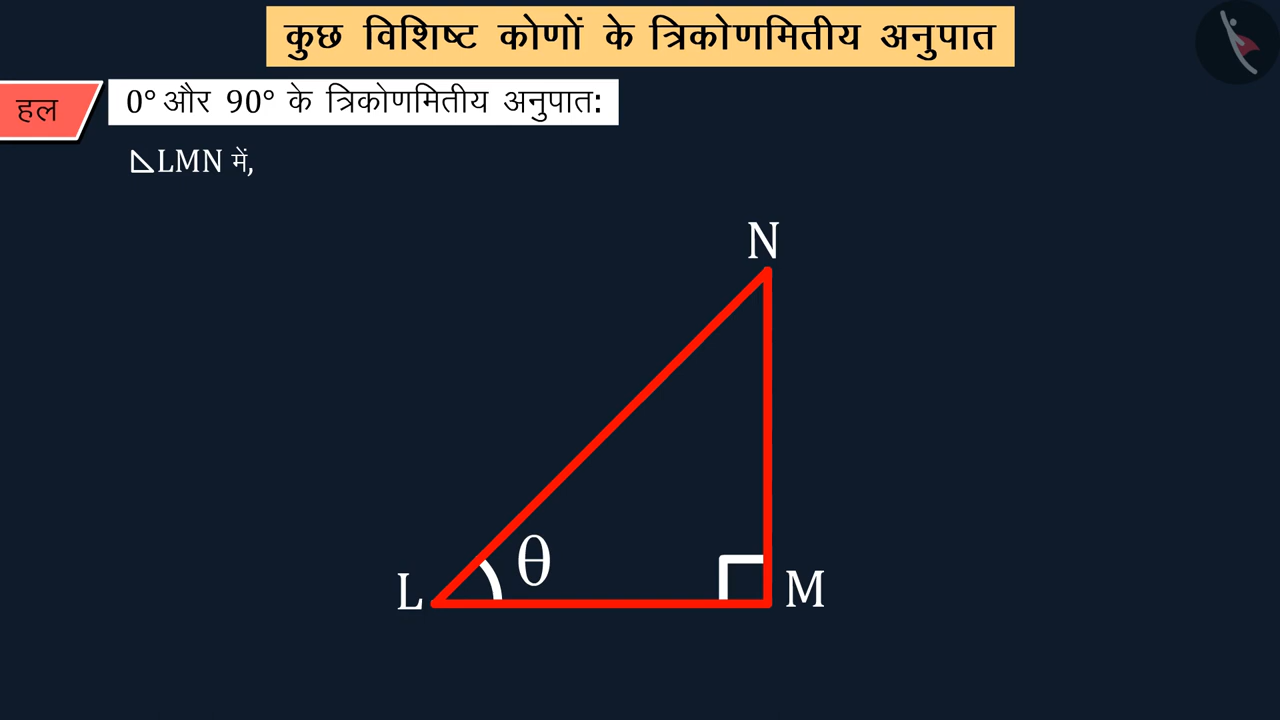 कुछ विशिष्ट कोणों के त्रिकोणमितीय अनुपात
हल
0° और 90° के त्रिकोणमितीय अनुपात:
⊿LMN में,
N
θ
L
M